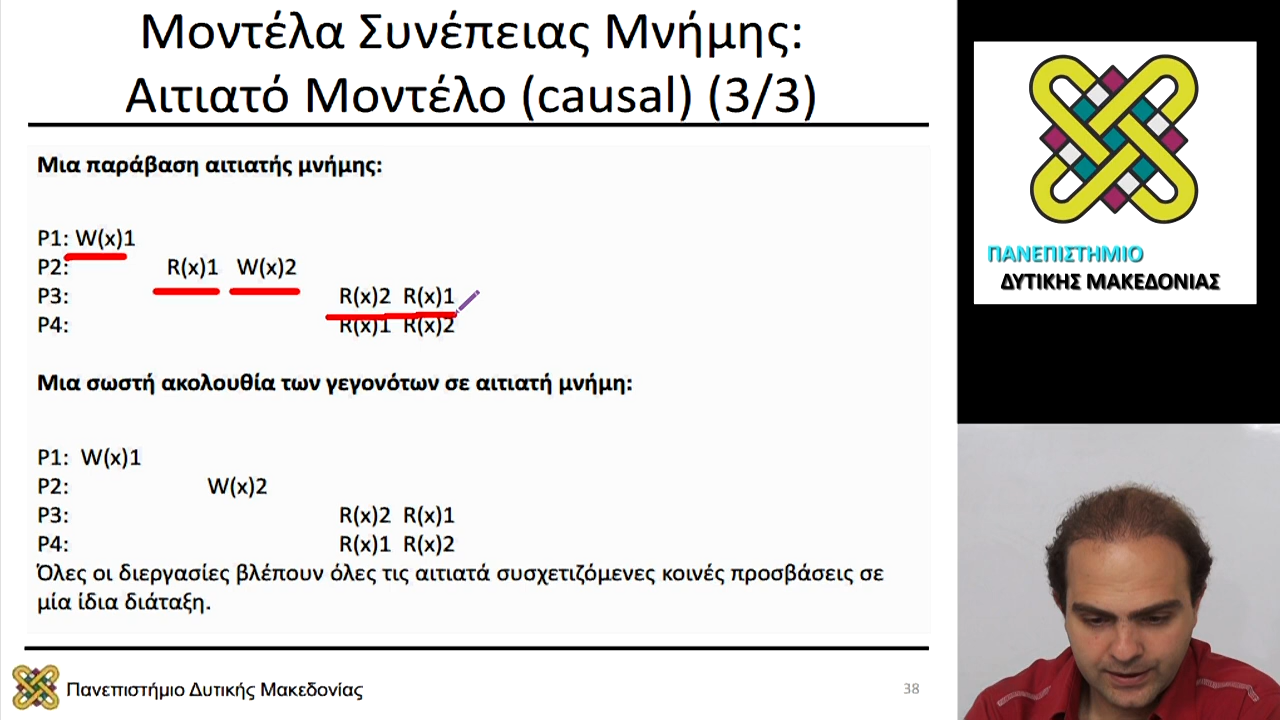 Μοντέλα Συνέπειας Μνήμης:
Αιτιατό Μοντέλο (causal) (3/3)
Μια παράβαση αιτιατής μνήμης:
P1: W(x)1
P2: R(x)1 W(x)2
P3: R(x)2 R(x)1
P4: R(x)1 R(x)2
Μια σωστή ακολουθία των γεγονότων σε αιτιατή μνήμη:
P1: W(x)1
P2: W(x)2
P3: R(x)2 R(x)1
P4: R(x)1 R(x)2
Όλες οι διεργασίες βλέπουν όλες τις αιτιατά συσχετιζόμενες κοινές προσβάσεις σε
μία ίδια διάταξη.
Πανεπιστήμιο Δυτικής Μακεδονίας
38
ΠΑΝΕΠΙΣΤΗΜΙΟ
ΔΥΤΙΚΗΣ ΜΑΚΕΔΟΝΙΑΣ